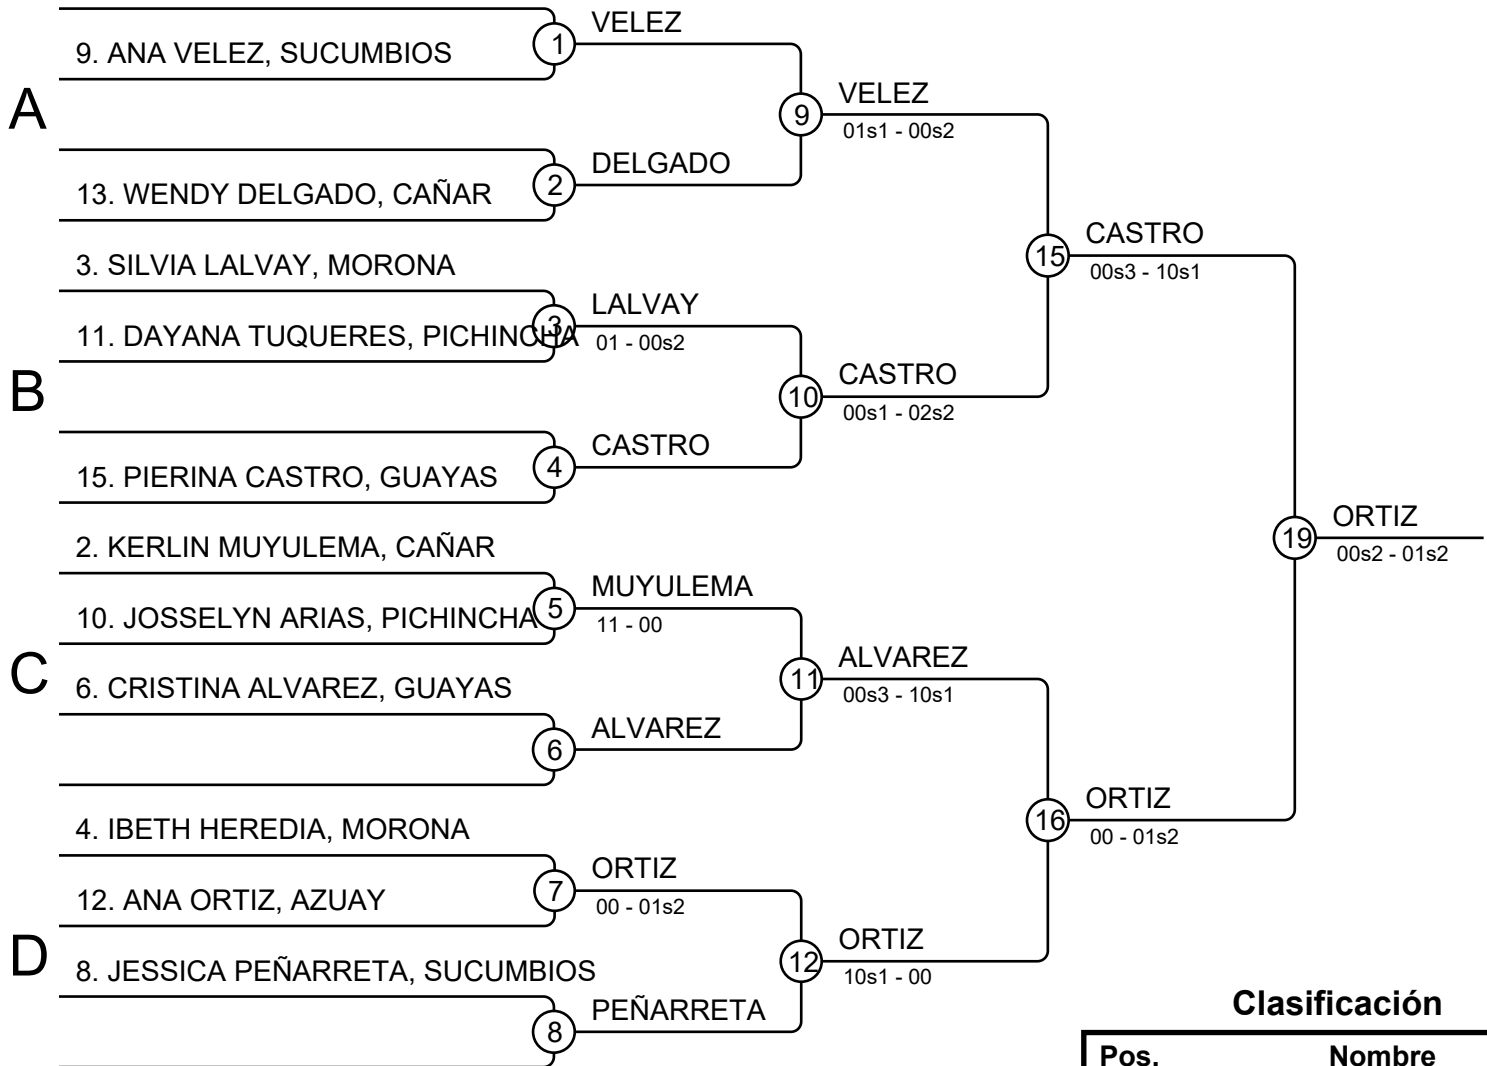 A
9. ANA VELEZ, SUCUMBIOS
1
VELEZ
13. WENDY DELGADO, CAÑAR
2
DELGADO
9
VELEZ
01s1 - 00s2
B
3. SILVIA LALVAY, MORONA
11. DAYANA TUQUERES, PICHINCHA
3
LALVAY
01 - 00s2
15. PIERINA CASTRO, GUAYAS
4
CASTRO
10
CASTRO
00s1 - 02s2
15
CASTRO
00s3 - 10s1
C
2. KERLIN MUYULEMA, CAÑAR
10. JOSSELYN ARIAS, PICHINCHA
5
MUYULEMA
11 - 00
6. CRISTINA ALVAREZ, GUAYAS
6
ALVAREZ
11
ALVAREZ
00s3 - 10s1
D
4. IBETH HEREDIA, MORONA
12. ANA ORTIZ, AZUAY
7
ORTIZ
00 - 01s2
8. JESSICA PEÑARRETA, SUCUMBIOS
8
PEÑARRETA
12
ORTIZ
10s1 - 00
16
ORTIZ
00 - 01s2
19
ORTIZ
00s2 - 01s2
Clasificación
Pos. Nombre